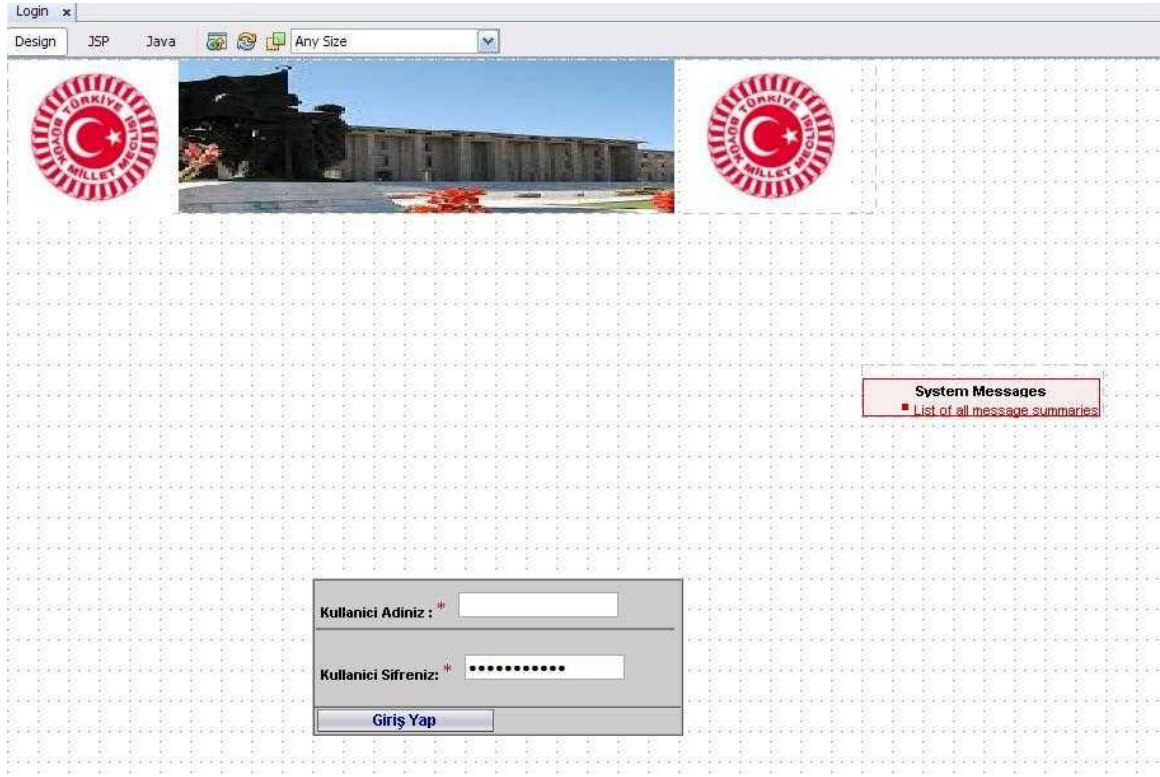 Login x
Design JSP Java Any Size
TÜRKİYE BÜYÜK MİLLET MECLİSİ
TÜRKİYE BÜYÜK MİLLET MECLİSİ
System Messages
List of all message summaries
Kullanici Adiniz : *
Kullanici Sifreniz: *
Giriş Yap